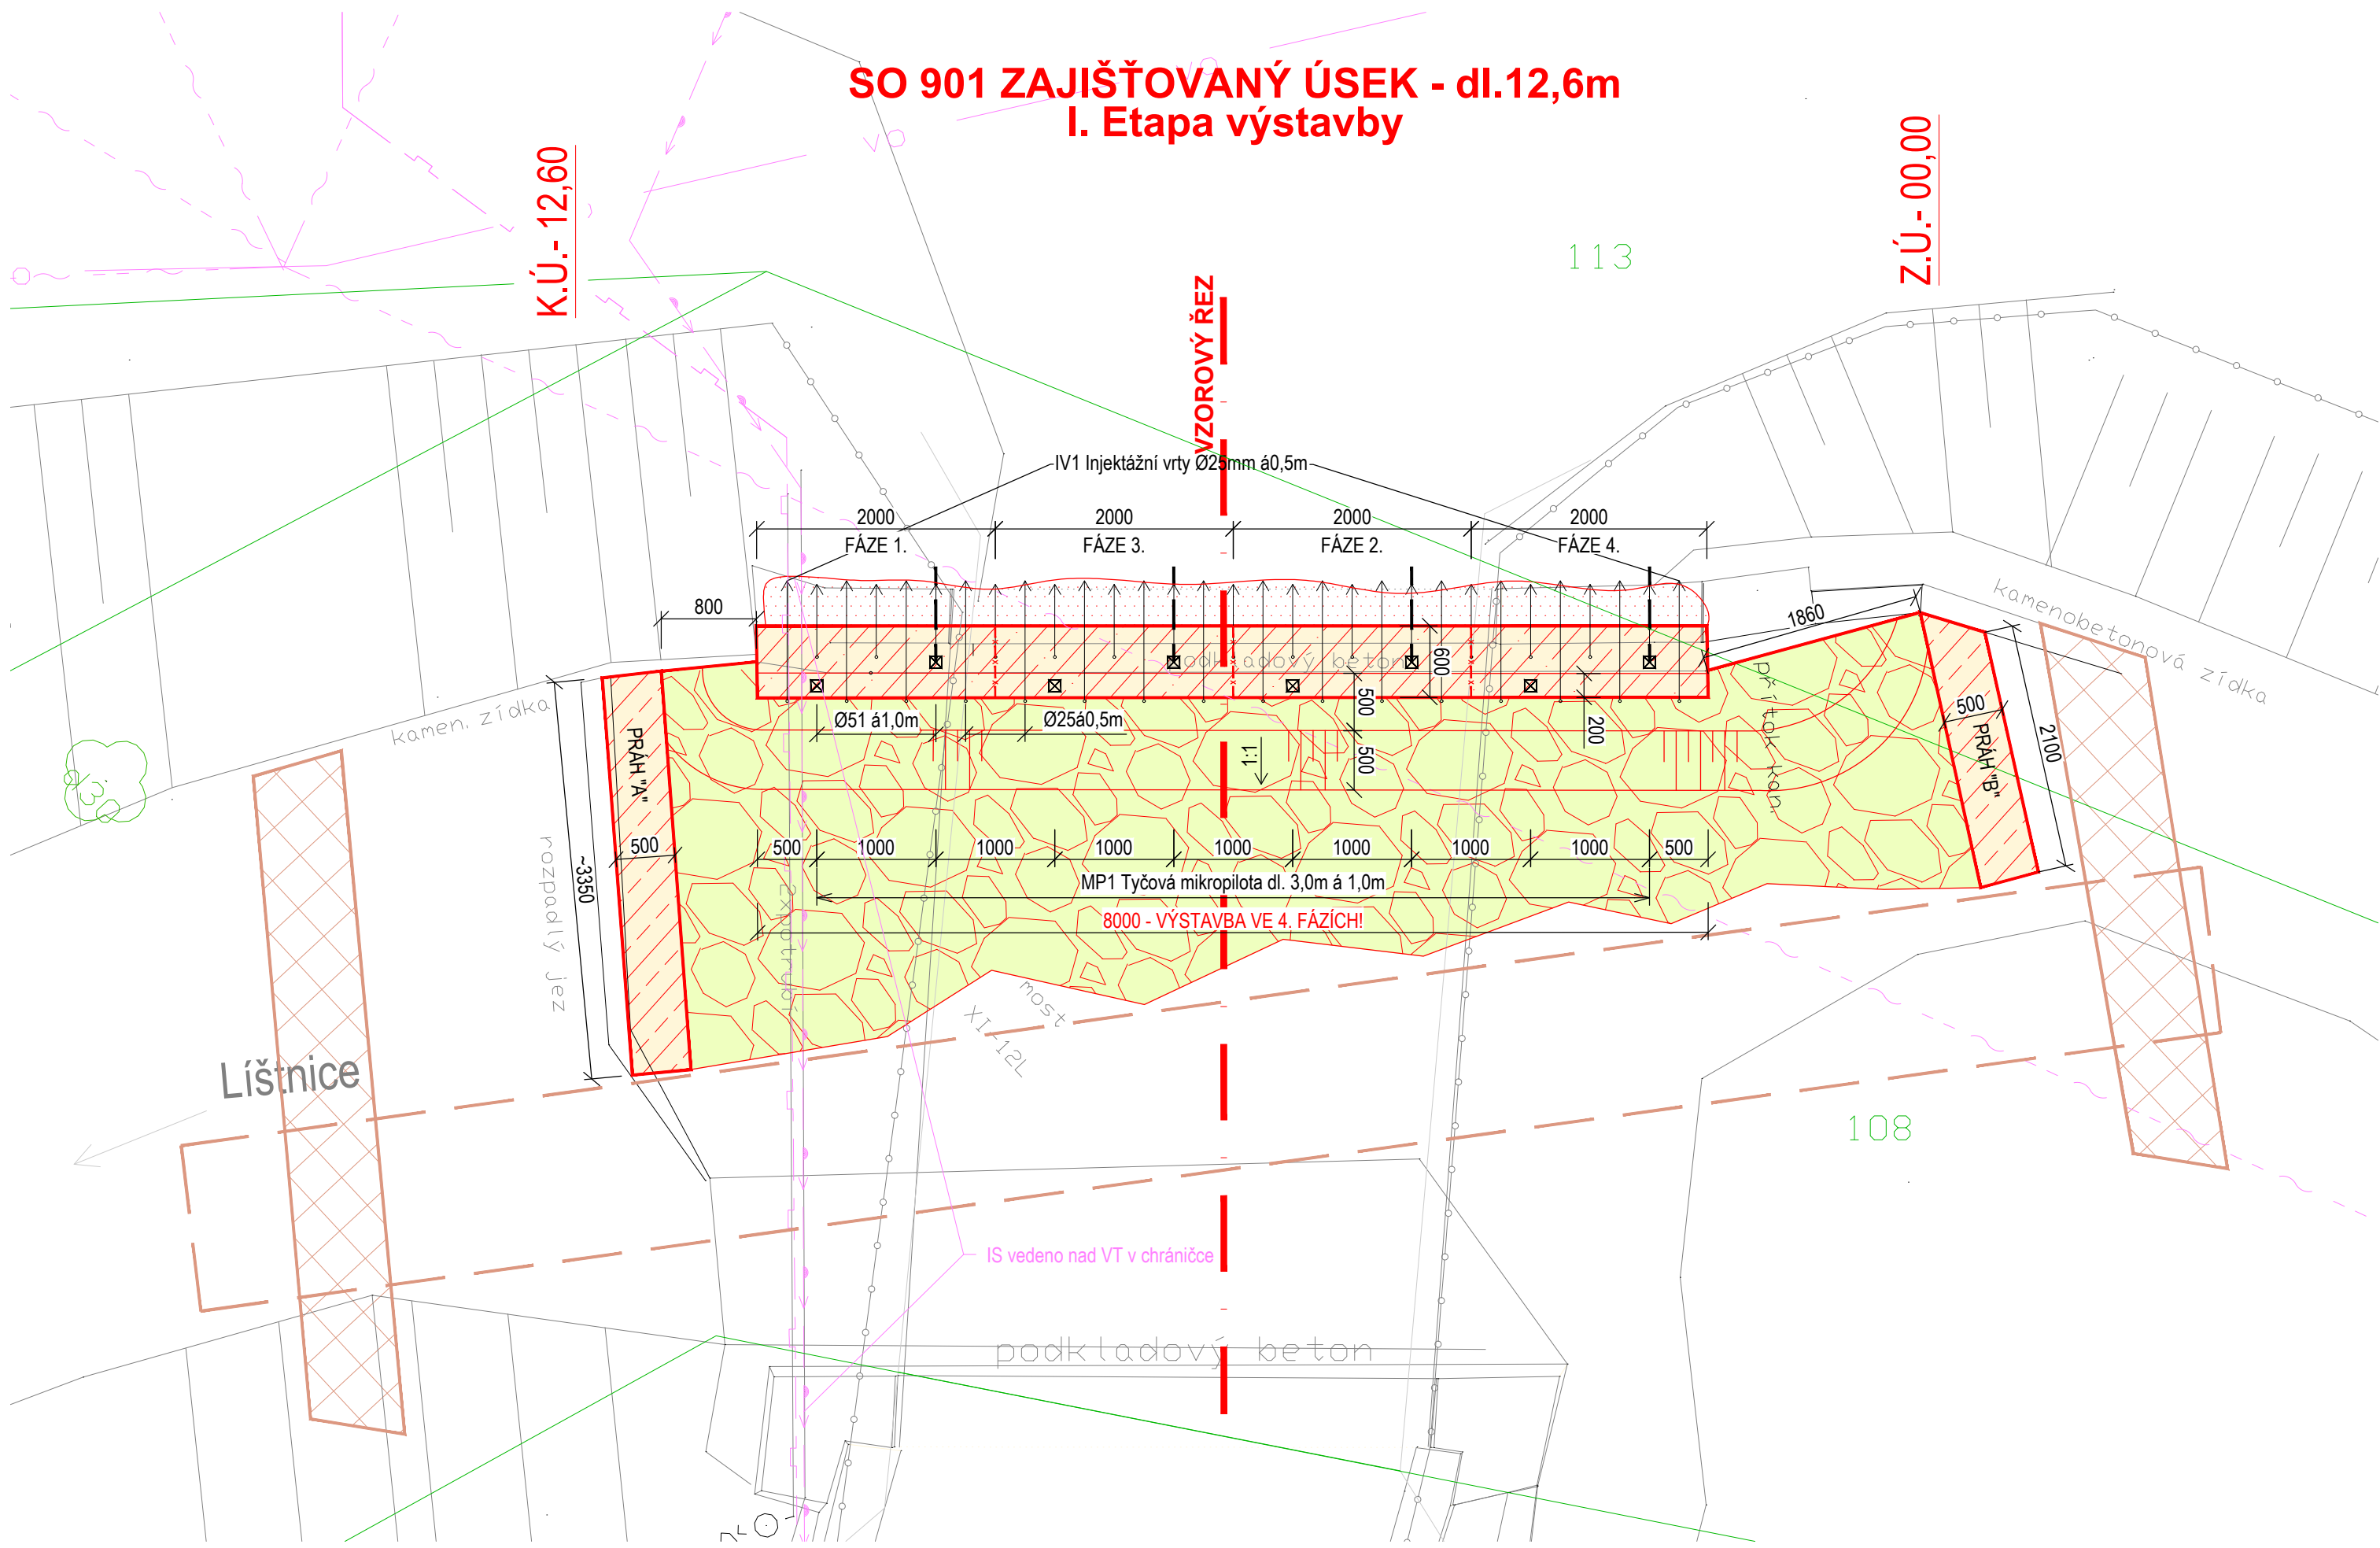 SO 901 ZAJIŠŤOVANÝ ÚSEK - dl.12,6m
I. Etapa výstavby
K.Ú.- 12,60
Z.Ú.- 00,00
113
VZOROVÝ ŘEZ
IV1 Injektážní vrty Ø25mm á0,5m
2000
2000
2000
2000
FÁZE 1.
FÁZE 3.
FÁZE 2.
FÁZE 4.
800
1860
kamenobetonová zídka
podkladový beton
600
kamen. zídka
Ø51 á1,0m
Ø25á0,5m
500
500
200
1:1
přítok kan.
500
PRÁH "B"
2100
PRÁH "A"
500
~3350
rozpadlý jez
500
1000
1000
1000
1000
1000
1000
1000
500
MP1 Tyčová mikropilota dl. 3,0m á 1,0m
8000 - VÝSTAVBA VE 4. FÁZÍCH!
2xpotrubí
most
XI-12L
Líštnice
108
IS vedeno nad VT v chráničce
podkladový beton